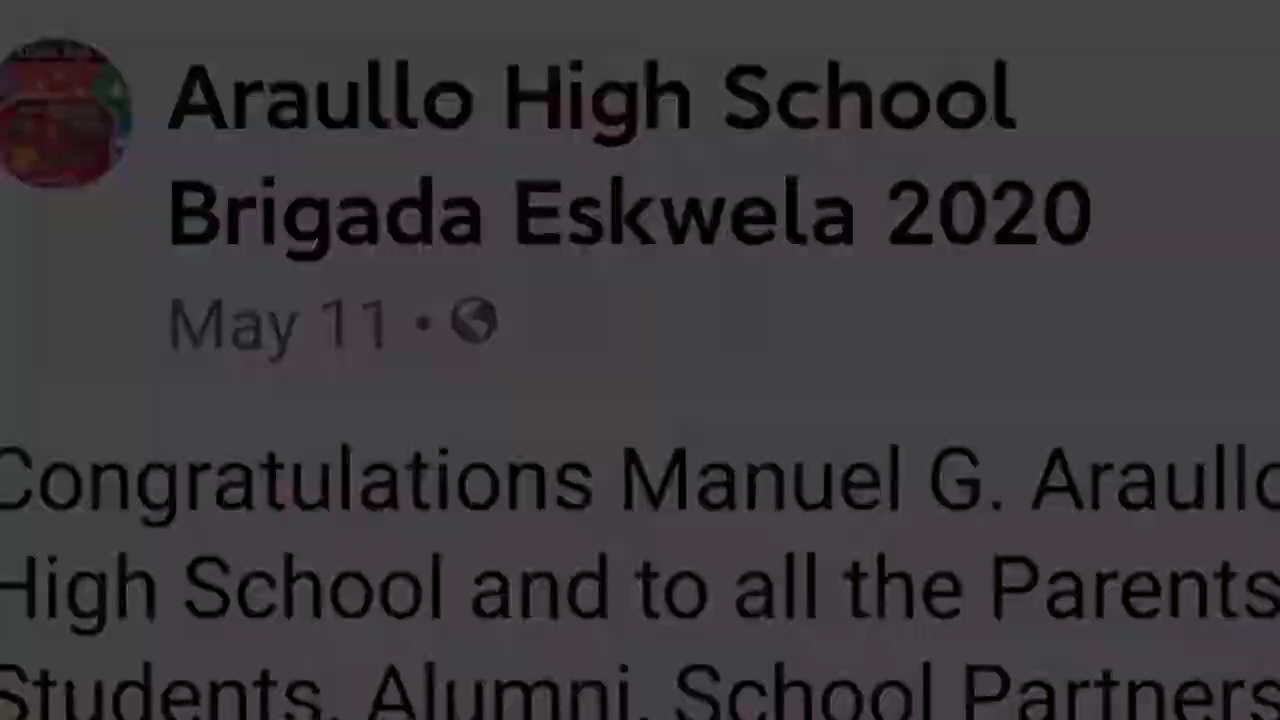 Araullo High School
Brigada Eskwela 2020
May 11 •
Congratulations Manuel G. Araullo
High School and to all the Parents
Students, Alumni, School Partners